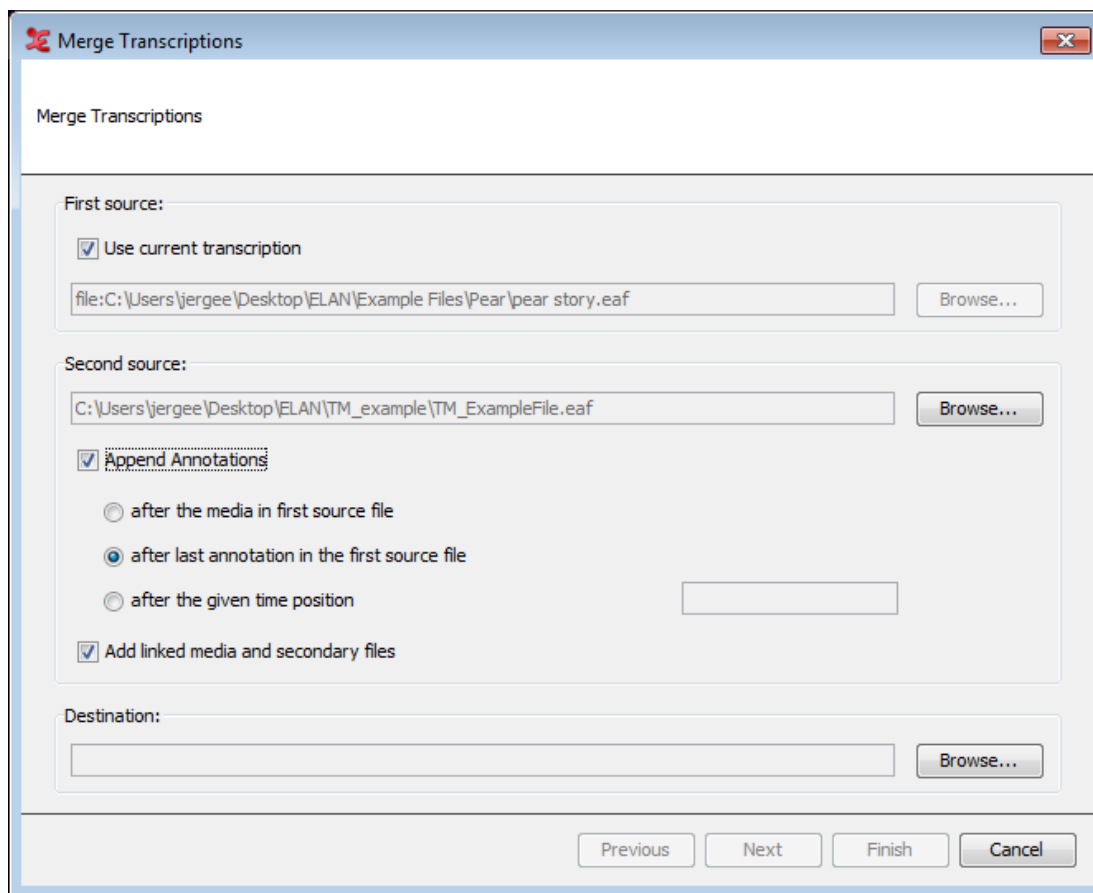 Merge Transcriptions
Merge Transcriptions
First source:
Use current transcription
file:C:\Users\jergee\Desktop\ELAN\Example Files\Pear\pear story.eaf Browse...
Second source:
C:\Users\jergee\Desktop\ELAN\TM_example\TM_ExampleFile.eaf Browse...
Append Annotations
after the media in first source file
after last annotation in the first source file
after the given time position
Add linked media and secondary files
Destination:
Browse...
Previous Next Finish Cancel